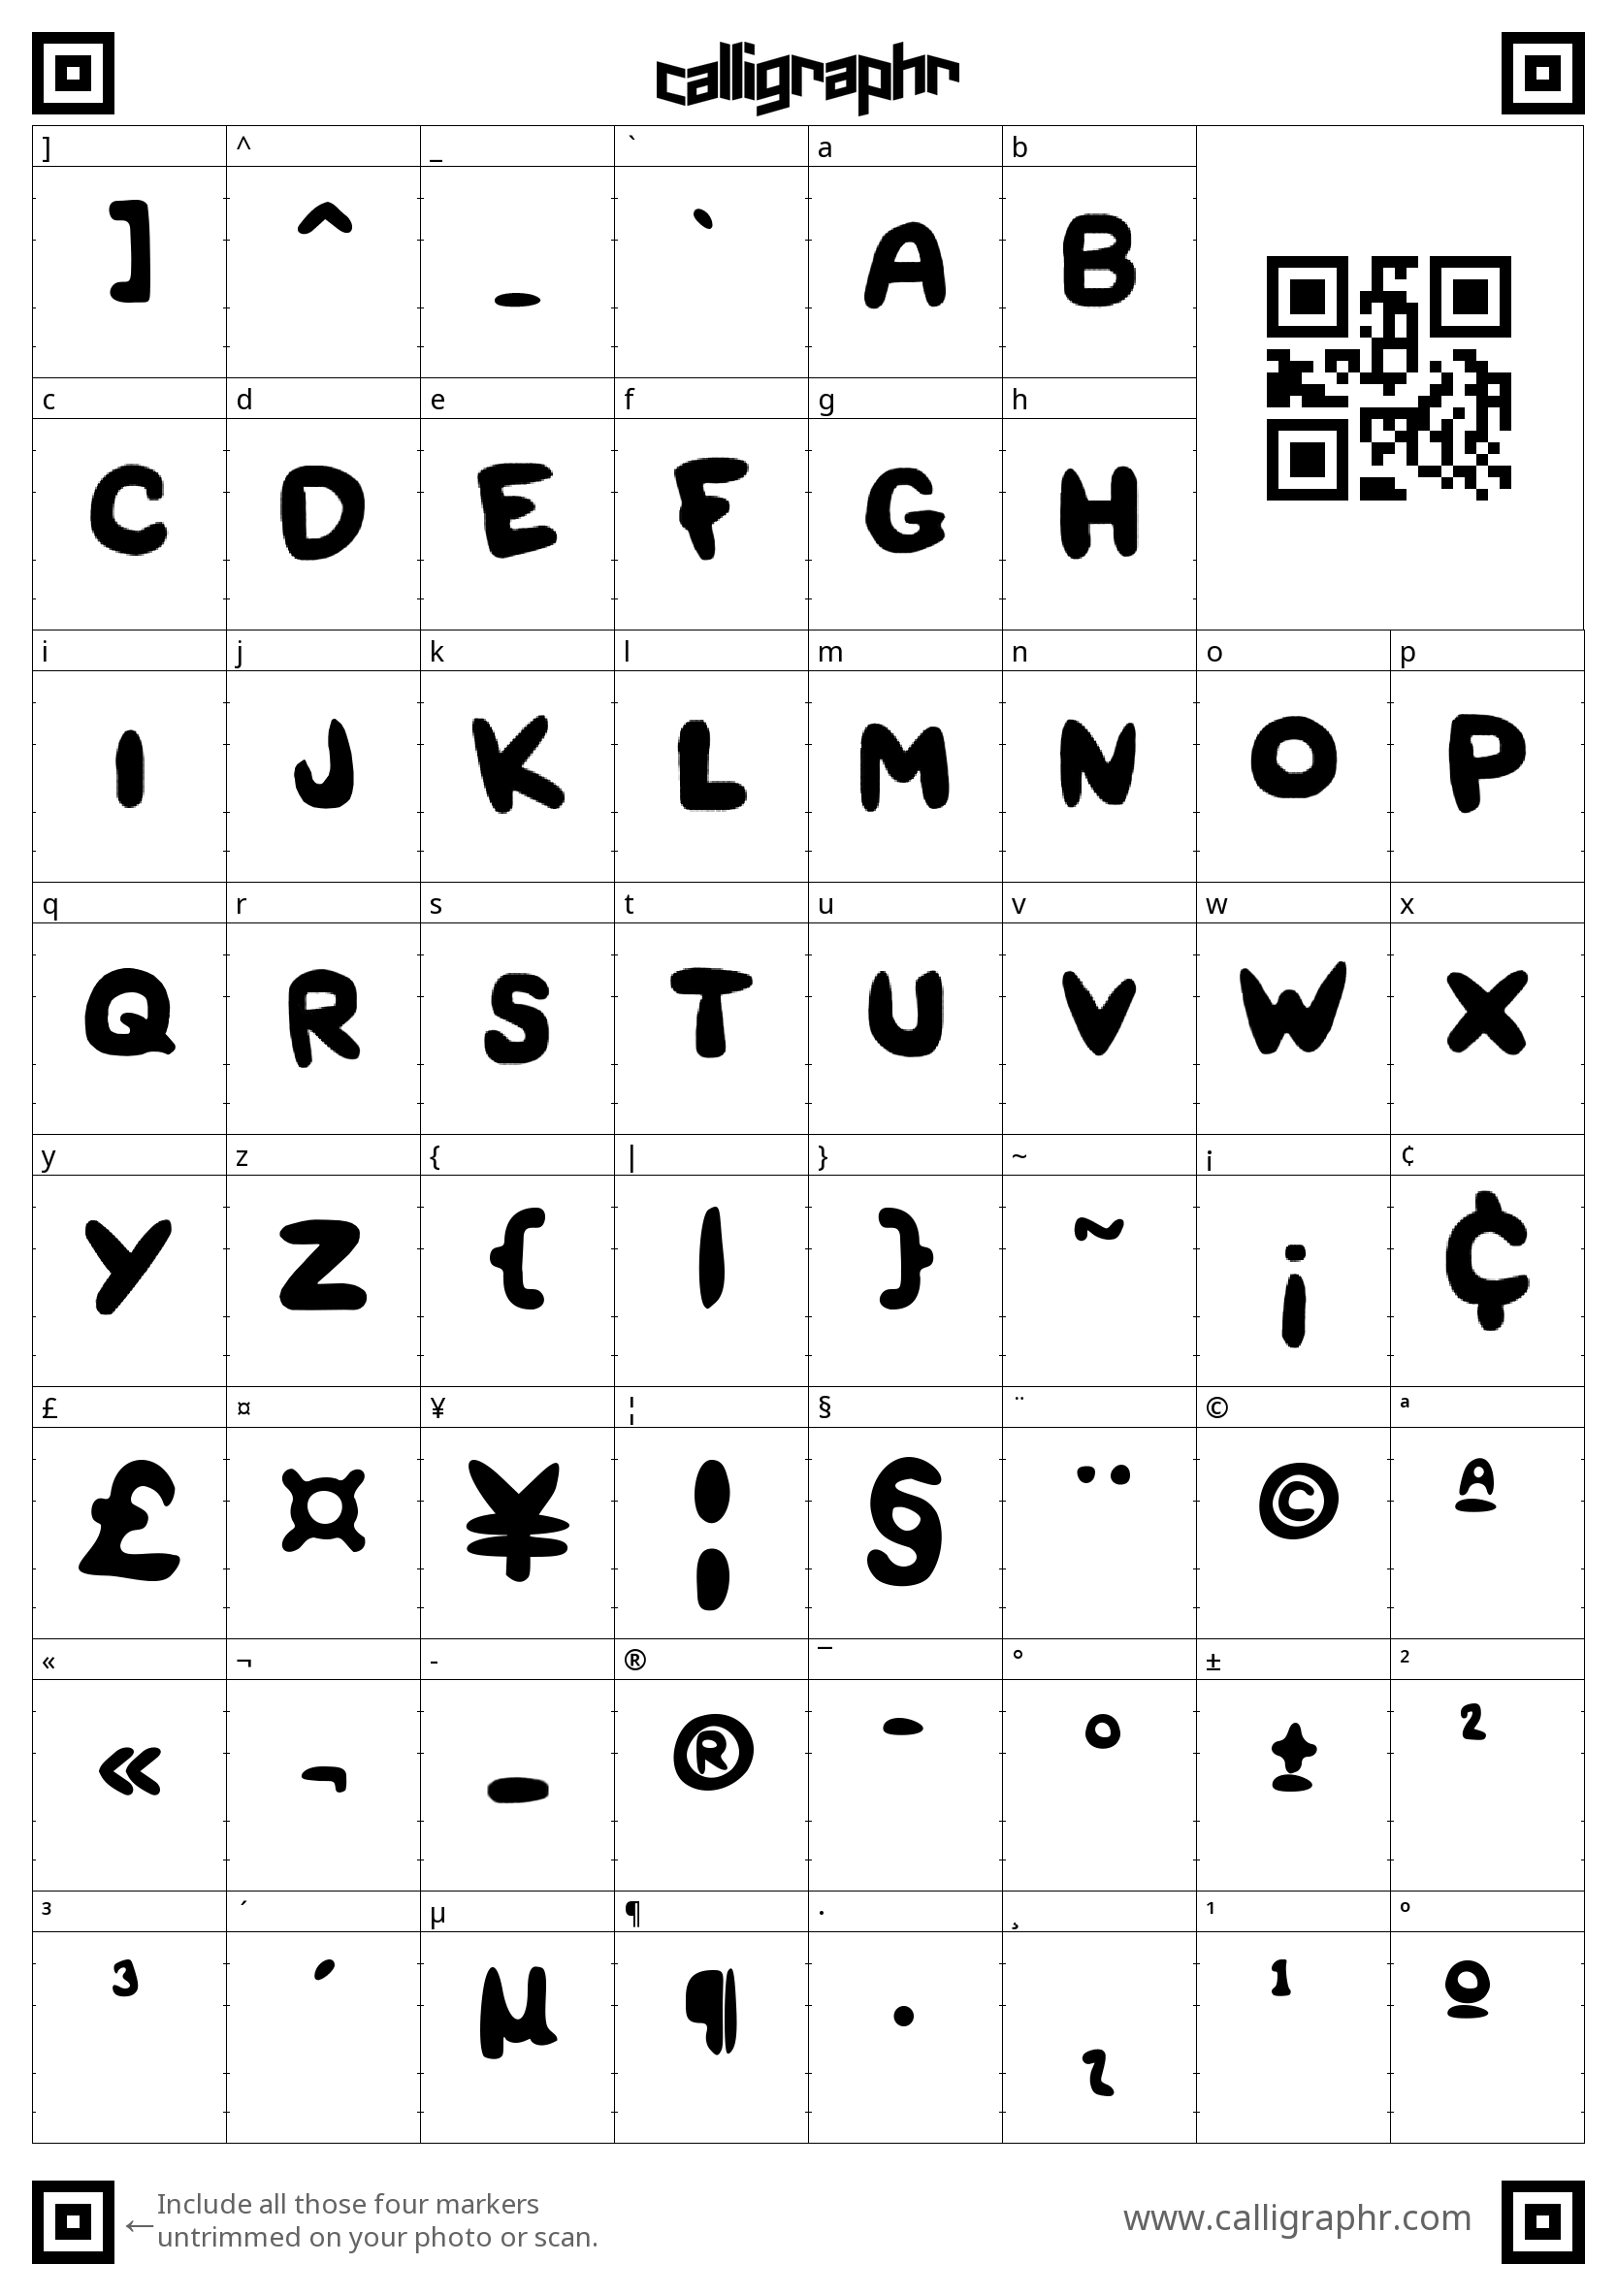 calligraphr
] ^ _ ` a b
] ^ _ ` A B
c d e f g h
C D E F G H
i j k l m n o p
I J K L M N O P
q r s t u v w x
Q R S T U V W X
y z { | } ~ ¡ ¢
Y Z { | } ~ ¡ ¢
£ ¤ ¥ ¦ § ¨ © ª
£ ¤ ¥ ¦ § ¨ © ª
« ¬ - ® ¯ ° ± ²
« ¬ - ® ¯ ° ± ²
³ ´ µ ¶ · ¸ ¹ º
³ ´ µ ¶ · ¸ ¹ º
←Include all those four markers
untrimmed on your photo or scan.
www.calligraphr.com